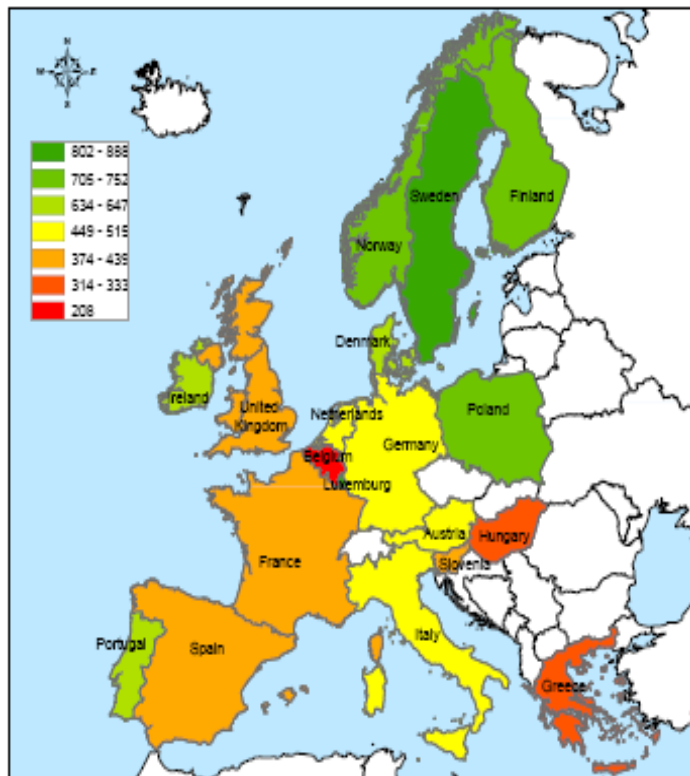 N
W E
S
802 - 888
705 - 752
634 - 647
449 - 515
374 - 439
314 - 333
208
Sweden
Finland
Norway
Denmark
Ireland
United
Kingdom
Netherlands
Poland
Germany
Belgium
Luxemburg
Austria
Hungary
France
Slovenia
Portugal
Spain
Italy
Greece